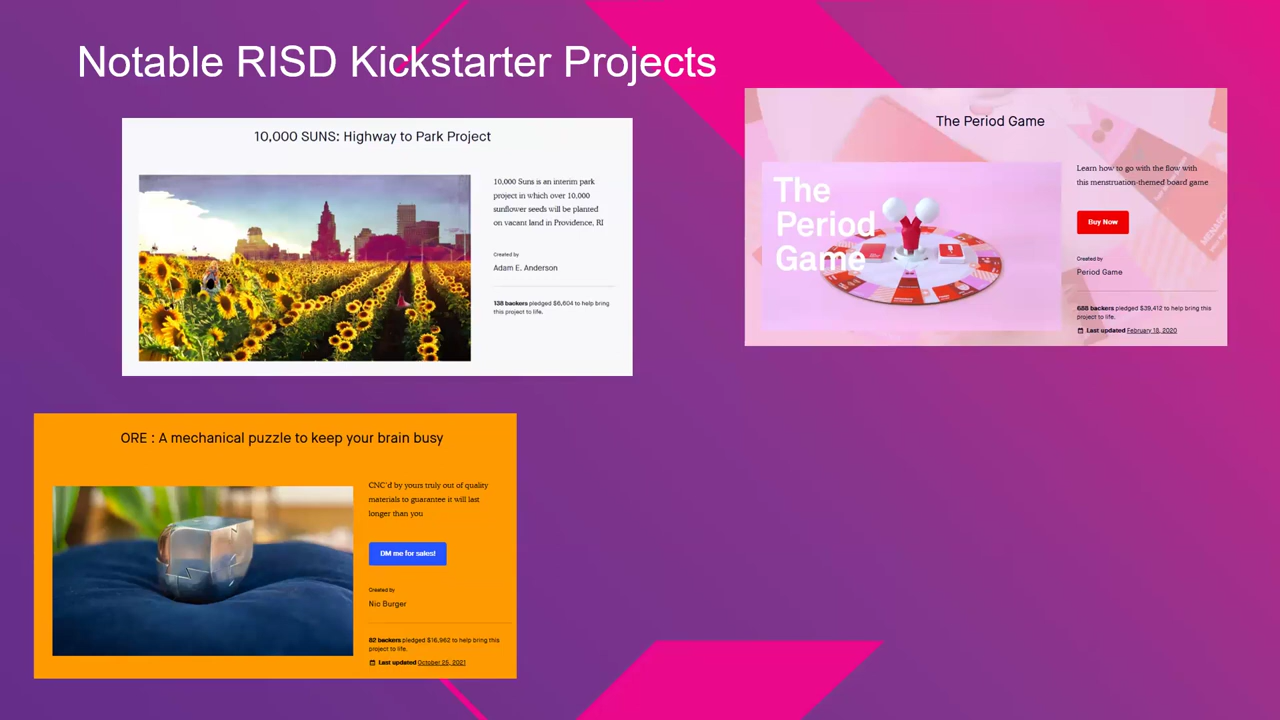 Notable RISD Kickstarter Projects
10,000 SUNS: Highway to Park Project
10,000 Suns is an interim park
project in which over 10,000
sunflower seeds will be planted
on vacant land in Providence, RI
Created by
Adam E. Anderson
138 backers pledged $6,604 to help bring
this project to life.
The Period Game
The
Period
Game
Learn how to go with the flow with
this menstruation-themed board game
Buy Now
Created by
Period Game
688 backers pledged $39,412 to help bring this
project to life.
Last updated February 18, 2020
ORE : A mechanical puzzle to keep your brain busy
CNC'd by yours truly out of quality
materials to guarantee it will last
longer than you
DM me for sales!
Created by
Nic Burger
82 backers pledged $16,962 to help bring this
project to life.
Last updated October 25, 2021